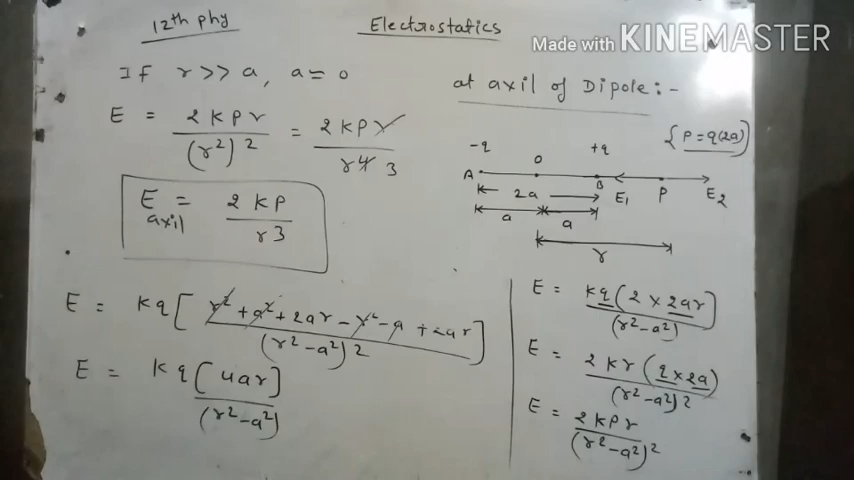 12th phy
Electrostatics
Made with KINEMASTER
If r >> a, a ≈ 0
E = 2KPr / (r²)² = 2KPr / r⁴ 3
E axil = 2KP / r3
at axil of Dipole:-
{P = q(2a)}
-q +q
A O B E₁ P E₂
2a
a a
r
E = Kq [r² + a² + 2ar - r² - a + 2ar] / (r² - a²)²
E = Kq [4ar] / (r² - a²)
E = Kq (2 x 2ar) / (r² - a²)
E = 2Kr (q x 2a) / (r² - a²)²
E = 2KPr / (r² - a²)²